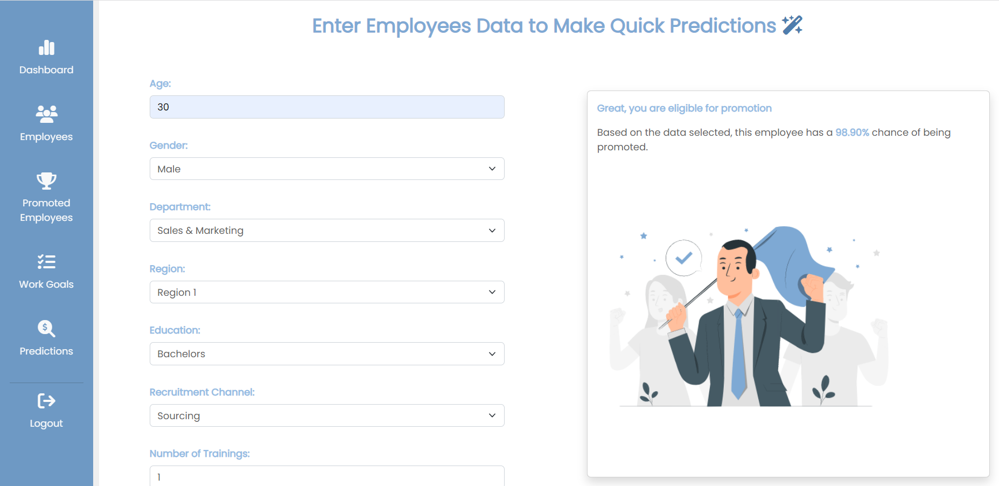 Enter Employees Data to Make Quick Predictions
Dashboard
Employees
Promoted
Employees
Work Goals
Predictions
Logout
Age:
30
Gender:
Male
Department:
Sales & Marketing
Region:
Region 1
Education:
Bachelors
Recruitment Channel:
Sourcing
Number of Trainings:
1
Great, you are eligible for promotion
Based on the data selected, this employee has a 98.90% chance of being
promoted.